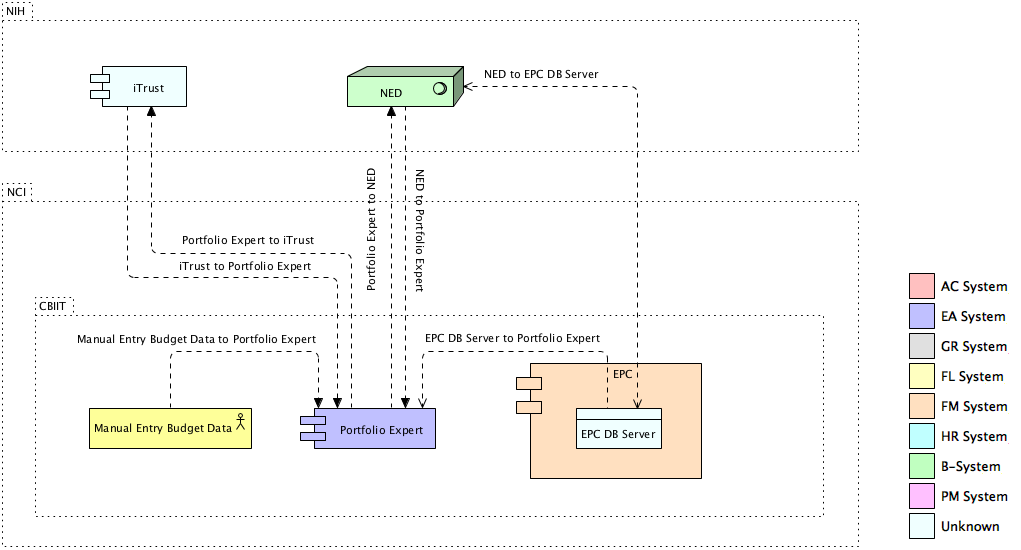 NIH
iTrust
NED
NED to EPC DB Server
NCI
Portfolio Expert to NED
NED to Portfolio Expert
Portfolio Expert to iTrust
iTrust to Portfolio Expert
CBIIT
Manual Entry Budget Data to Portfolio Expert
EPC DB Server to Portfolio Expert
EPC
Manual Entry Budget Data
Portfolio Expert
EPC DB Server
AC System
EA System
GR System
FL System
FM System
HR System
B-System
PM System
Unknown